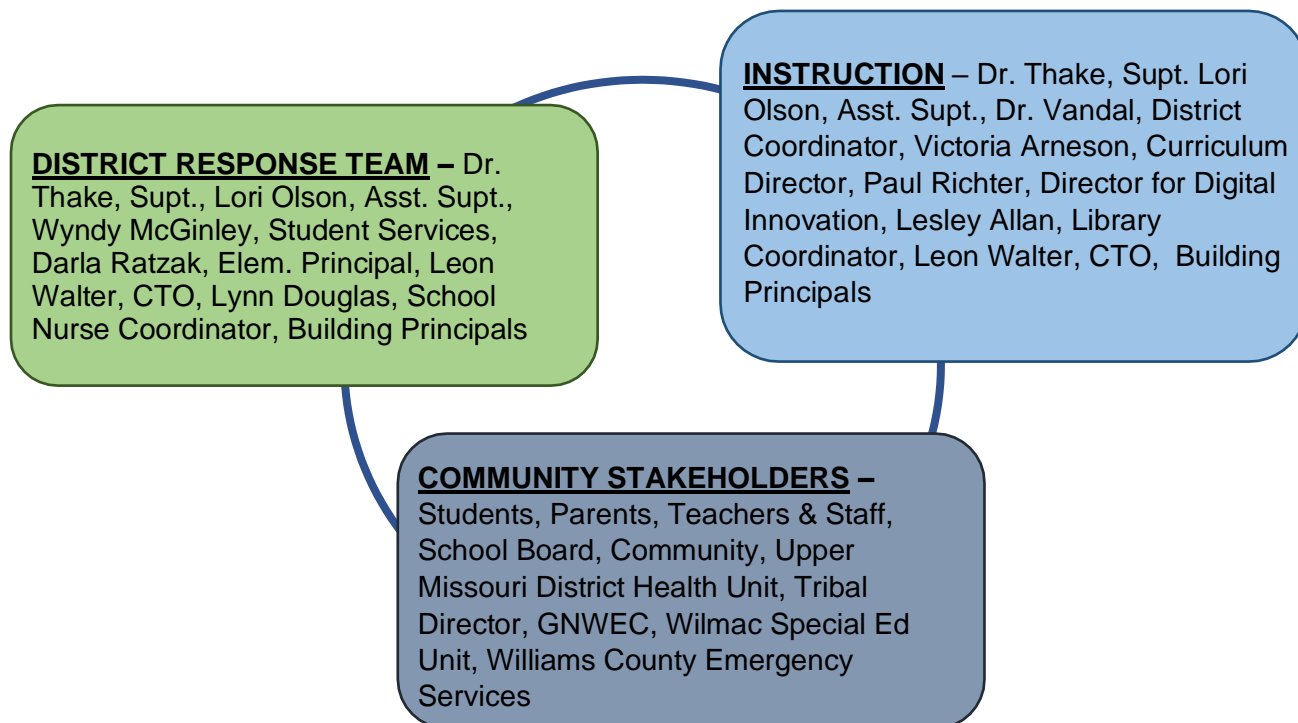 DISTRICT RESPONSE TEAM – Dr.
Thake, Supt., Lori Olson, Asst. Supt.,
Wyndy McGinley, Student Services,
Darla Ratzak, Elem. Principal, Leon
Walter, CTO, Lynn Douglas, School
Nurse Coordinator, Building Principals
INSTRUCTION – Dr. Thake, Supt. Lori
Olson, Asst. Supt., Dr. Vandal, District
Coordinator, Victoria Arneson, Curriculum
Director, Paul Richter, Director for Digital
Innovation, Lesley Allan, Library
Coordinator, Leon Walter, CTO, Building
Principals
COMMUNITY STAKEHOLDERS –
Students, Parents, Teachers & Staff,
School Board, Community, Upper
Missouri District Health Unit, Tribal
Director, GNWEC, Wilmac Special Ed
Unit, Williams County Emergency
Services